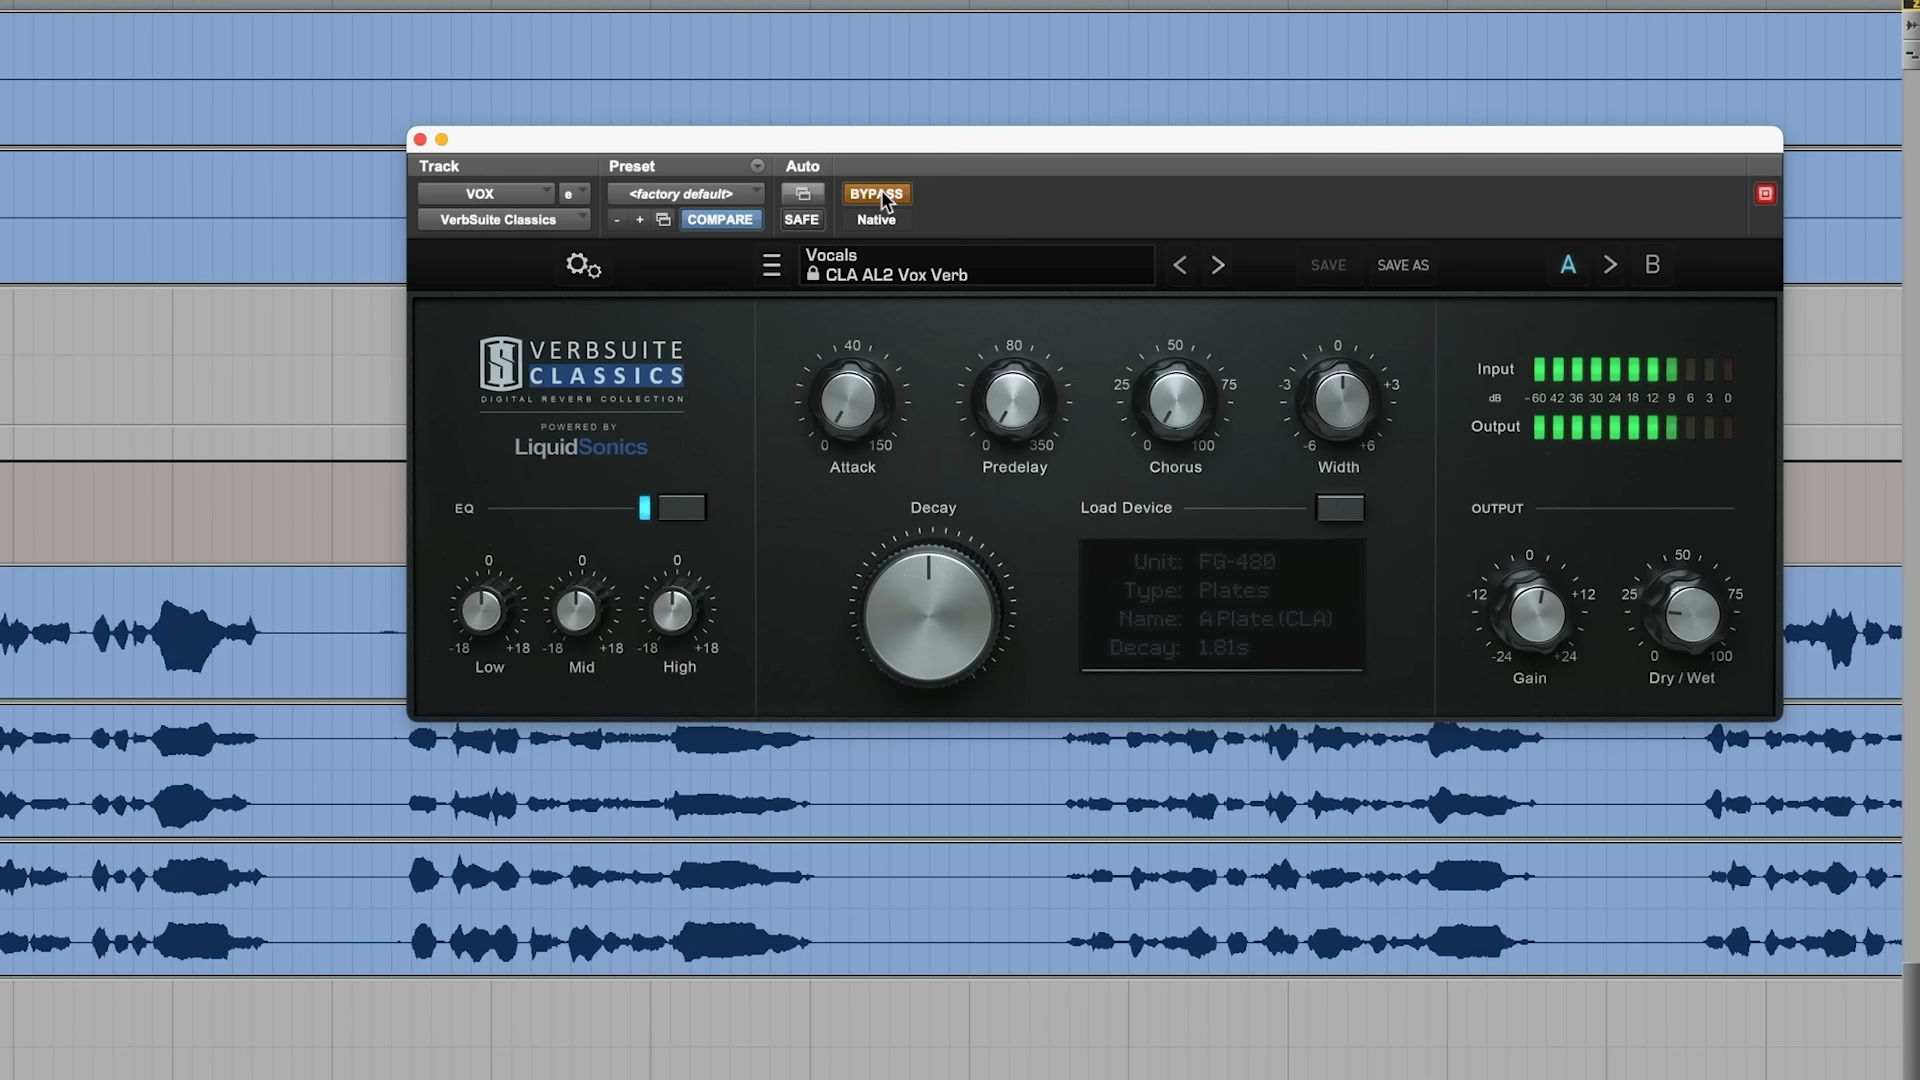 Track
Preset
Auto
VOX
e
<factory default>
BYPASS
VerbSuite Classics
-
+
COMPARE
SAFE
Native
Vocals
CLA AL2 Vox Verb
<
>
SAVE
SAVE AS
A
>
B
VERBSUITE
CLASSICS
DIGITAL REVERB COLLECTION
POWERED BY
LiquidSonics
40
0
150
Attack
80
0
350
Predelay
50
25
75
0
100
Chorus
0
-3
+3
-6
+6
Width
Input
dB
-60 42 36 30 24 18 12 9 6 3 0
Output
EQ
0
-18
+18
Low
0
-18
+18
Mid
0
-18
+18
High
Decay
Load Device
Unit: FG-480
Type: Plates
Name: A Plate (CLA)
Decay: 1.81s
OUTPUT
0
-12
+12
-24
+24
Gain
50
25
75
0
100
Dry / Wet